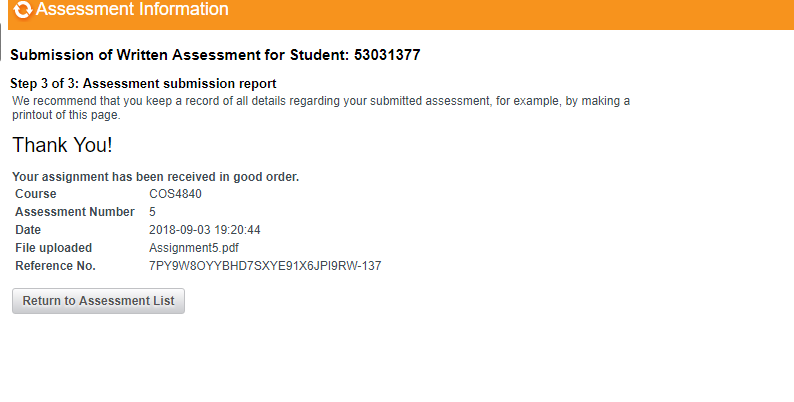 Assessment Information
Submission of Written Assessment for Student: 53031377
Step 3 of 3: Assessment submission report
We recommend that you keep a record of all details regarding your submitted assessment, for example, by making a
printout of this page.
Thank You!
Your assignment has been received in good order.
Course COS4840
Assessment Number 5
Date 2018-09-03 19:20:44
File uploaded Assignment5.pdf
Reference No. 7PY9W8OYYBHD7SXYE91X6JPI9RW-137
Return to Assessment List